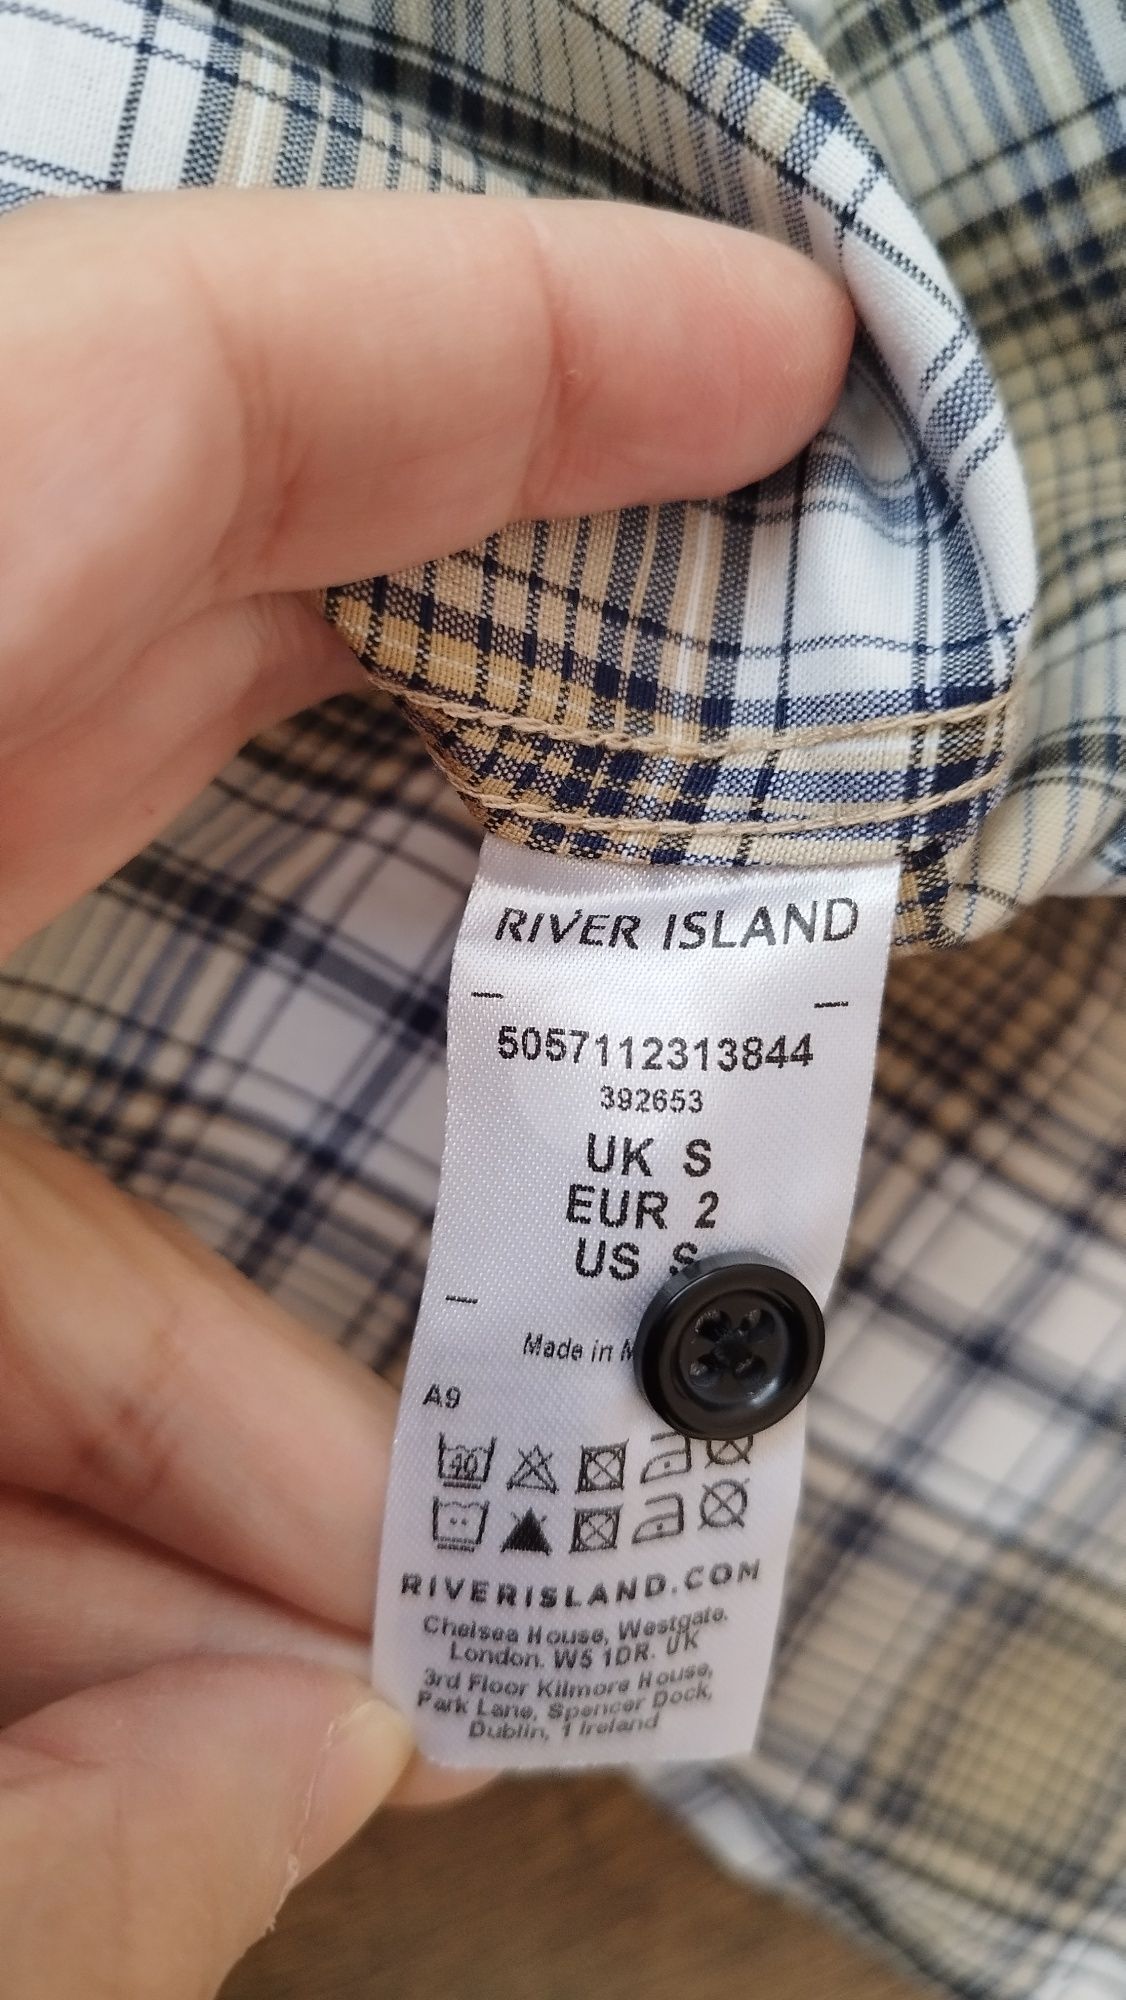 RIVER ISLAND
5057112313844
392653
UK S
EUR 2
US S
Made in
A9
40
RIVERISLAND.COM
Chelsea House, Westgate.
London. W5 1DR. UK
3rd Floor Kilmore House,
Park Lane, Spencer Dock,
Dublin, 1 Ireland